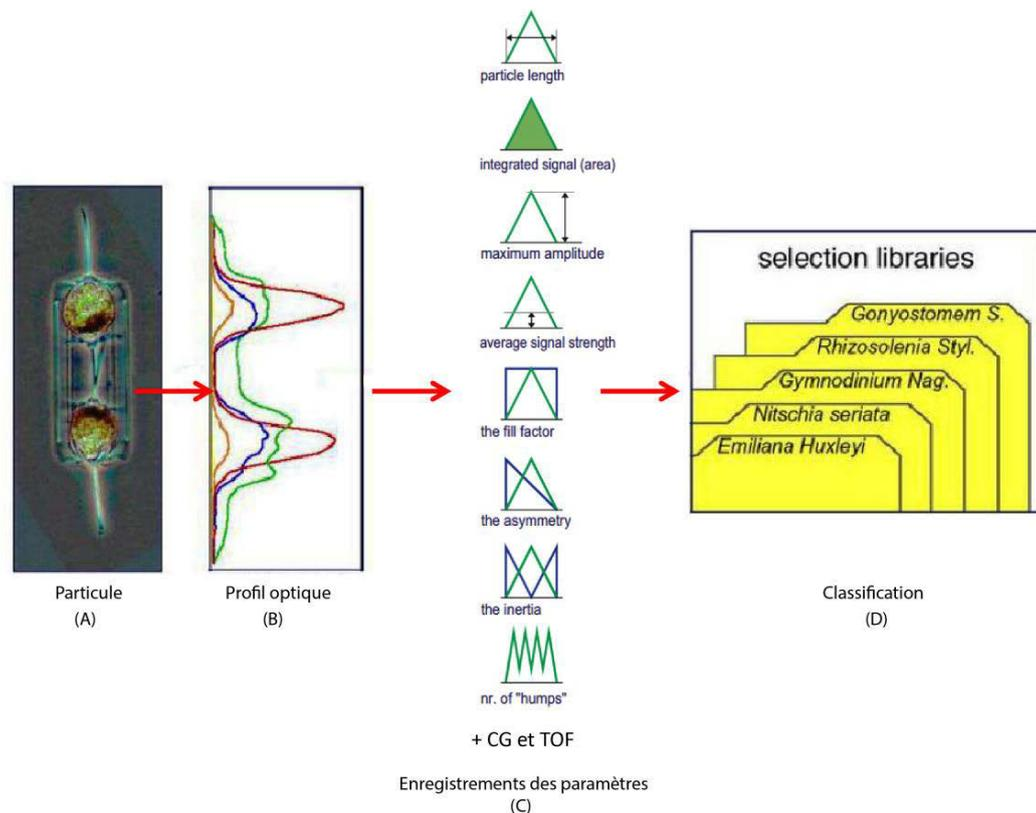 particle length
integrated signal (area)
maximum amplitude
average signal strength
the fill factor
the asymmetry
the inertia
nr. of "humps"
+ CG et TOF
Enregistrements des paramètres
(C)
Particule
(A)
Profil optique
(B)
selection libraries
Gonyostomem S.
Rhizosolenia Styl.
Gymnodinium Nag.
Nitschia seriata
Emiliana Huxleyi
Classification
(D)